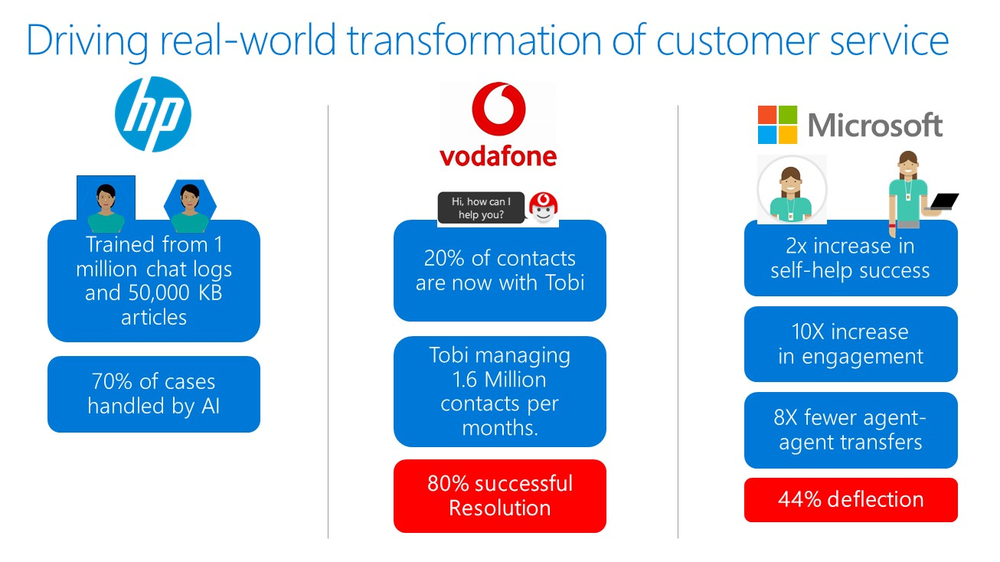 Driving real-world transformation of customer service
hp
Trained from 1
million chat logs
and 50,000 KB
articles
70% of cases
handled by AI
vodafone
Hi, how can I
help you?
20% of contacts
are now with Tobi
Tobi managing
1.6 Million
contacts per
months.
80% successful
Resolution
Microsoft
2x increase in
self-help success
10X increase
in engagement
8X fewer agent-
agent transfers
44% deflection